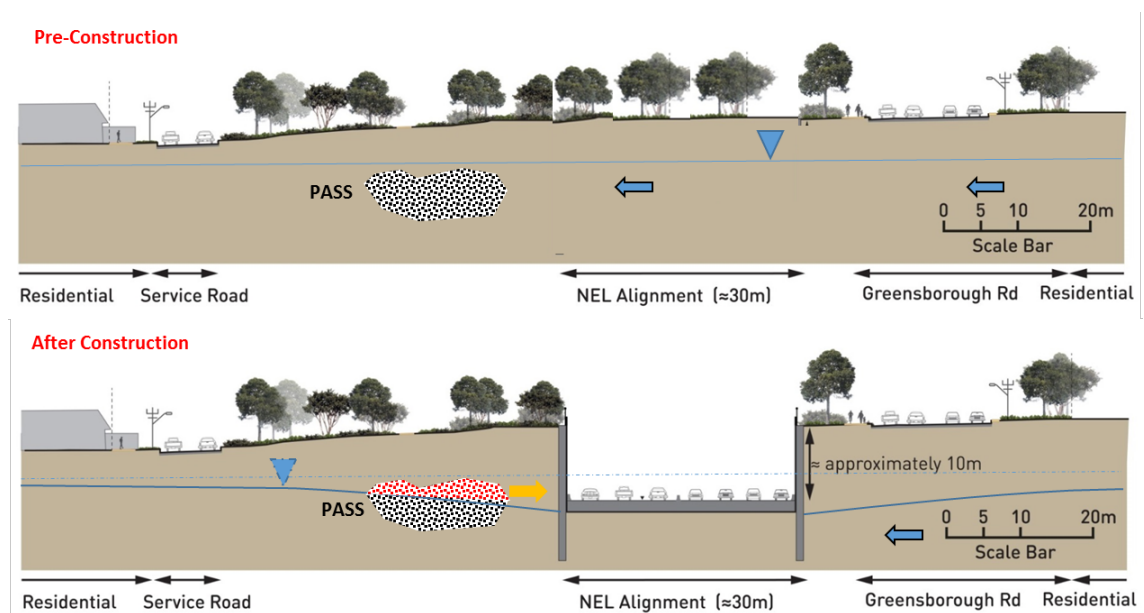 Pre-Construction
PASS
0 5 10 20m
Scale Bar
Residential Service Road NEL Alignment (≈30m) Greensborough Rd Residential
After Construction
≈ approximately 10m
PASS
0 5 10 20m
Scale Bar
Residential Service Road NEL Alignment (≈30m) Greensborough Rd Residential